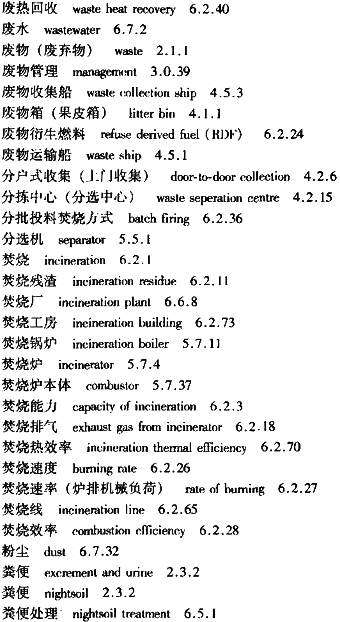 废热回收 waste heat recovery 6.2.40
废水 wastewater 6.7.2
废物（废弃物） waste 2.1.1
废物管理 management 3.0.39
废物收集船 waste collection ship 4.5.3
废物箱（果皮箱） litter bin 4.1.1
废物衍生燃料 refuse derived fuel (RDF) 6.2.24
废物运输船 waste ship 4.5.1
分户式收集（上门收集） door-to-door collection 4.2.6
分拣中心（分选中心） waste seperation centre 4.2.15
分批投料焚烧方式 batch firing 6.2.36
分选机 separator 5.5.1
焚烧 incineration 6.2.1
焚烧残渣 incineration residue 6.2.11
焚烧厂 incineration plant 6.6.8
焚烧工房 incineration building 6.2.73
焚烧锅炉 incineration boiler 5.7.11
焚烧炉 incinerator 5.7.4
焚烧炉本体 combustor 5.7.37
焚烧能力 capacity of incineration 6.2.3
焚烧排气 exhaust gas from incinerator 6.2.18
焚烧热效率 incineration thermal efficiency 6.2.70
焚烧速度 burning rate 6.2.26
焚烧速率（炉排机械负荷） rate of burning 6.2.27
焚烧线 incineration line 6.2.65
焚烧效率 combustion efficiency 6.2.28
粉尘 dust 6.7.32
粪便 excrement and urine 2.3.2
粪便 nightsoil 2.3.2
粪便处理 nightsoil treatment 6.5.1